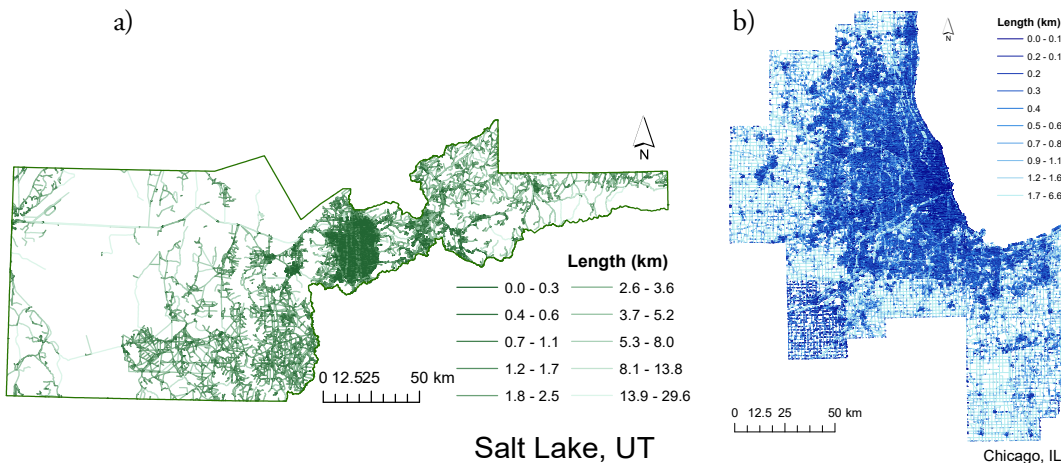 a)
N
Length (km)
0.0 - 0.3
0.4 - 0.6
0.7 - 1.1
1.2 - 1.7
1.8 - 2.5
2.6 - 3.6
3.7 - 5.2
5.3 - 8.0
8.1 - 13.8
13.9 - 29.6
0 12.525 50 km
Salt Lake, UT
b)
N
Length (km)
0.0 - 0.1
0.2 - 0.1
0.2
0.3
0.4
0.5 - 0.6
0.7 - 0.8
0.9 - 1.1
1.2 - 1.6
1.7 - 6.6
0 12.5 25 50 km
Chicago, IL